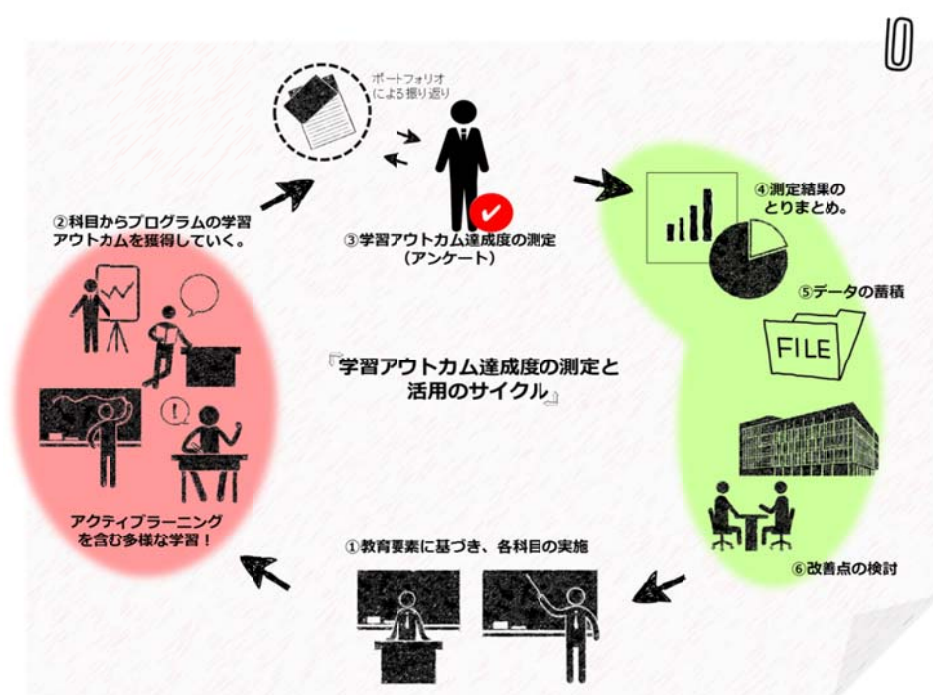 ポートフォリオ
による振り返り
②科目からプログラムの学習
アウトカムを獲得していく。
③学習アウトカム達成度の測定
（アンケート）
④測定結果の
とりまとめ。
⑤データの蓄積
FILE
『学習アウトカム達成度の測定と
活用のサイクル』
アクティブラーニング
を含む多様な学習！
①教育要素に基づき、各科目の実施
⑥改善点の検討